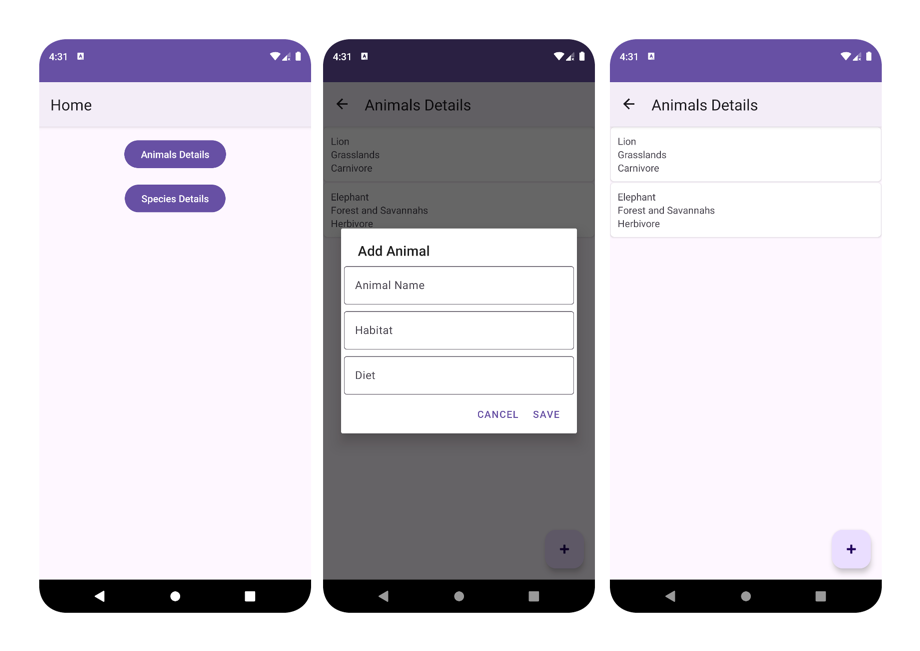 4:31
Home
Animals Details
Species Details
4:31
Animals Details
Lion
Grasslands
Carnivore
Elephant
Forest and Savannahs
Herbivore
Add Animal
Animal Name
Habitat
Diet
CANCEL SAVE
+
4:31
Animals Details
Lion
Grasslands
Carnivore
Elephant
Forest and Savannahs
Herbivore
+